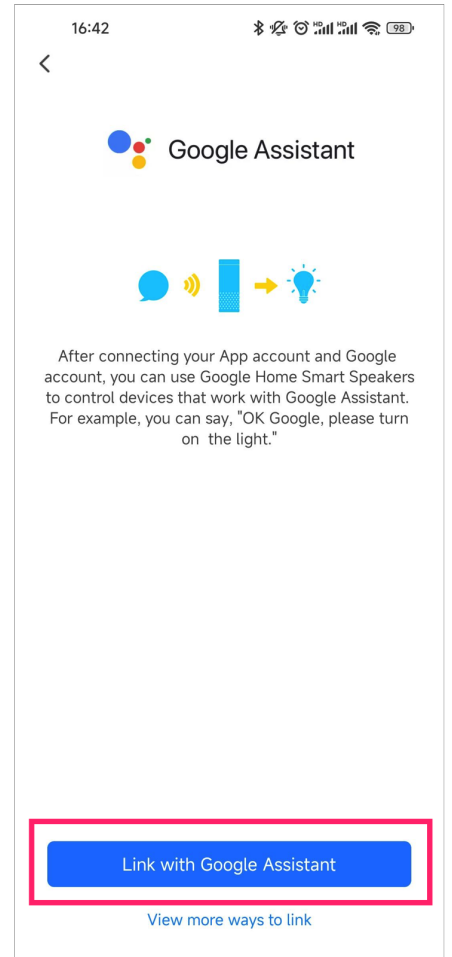 16:42
HD HD 98
Google Assistant
After connecting your App account and Google
account, you can use Google Home Smart Speakers
to control devices that work with Google Assistant.
For example, you can say, "OK Google, please turn
on the light."
Link with Google Assistant
View more ways to link